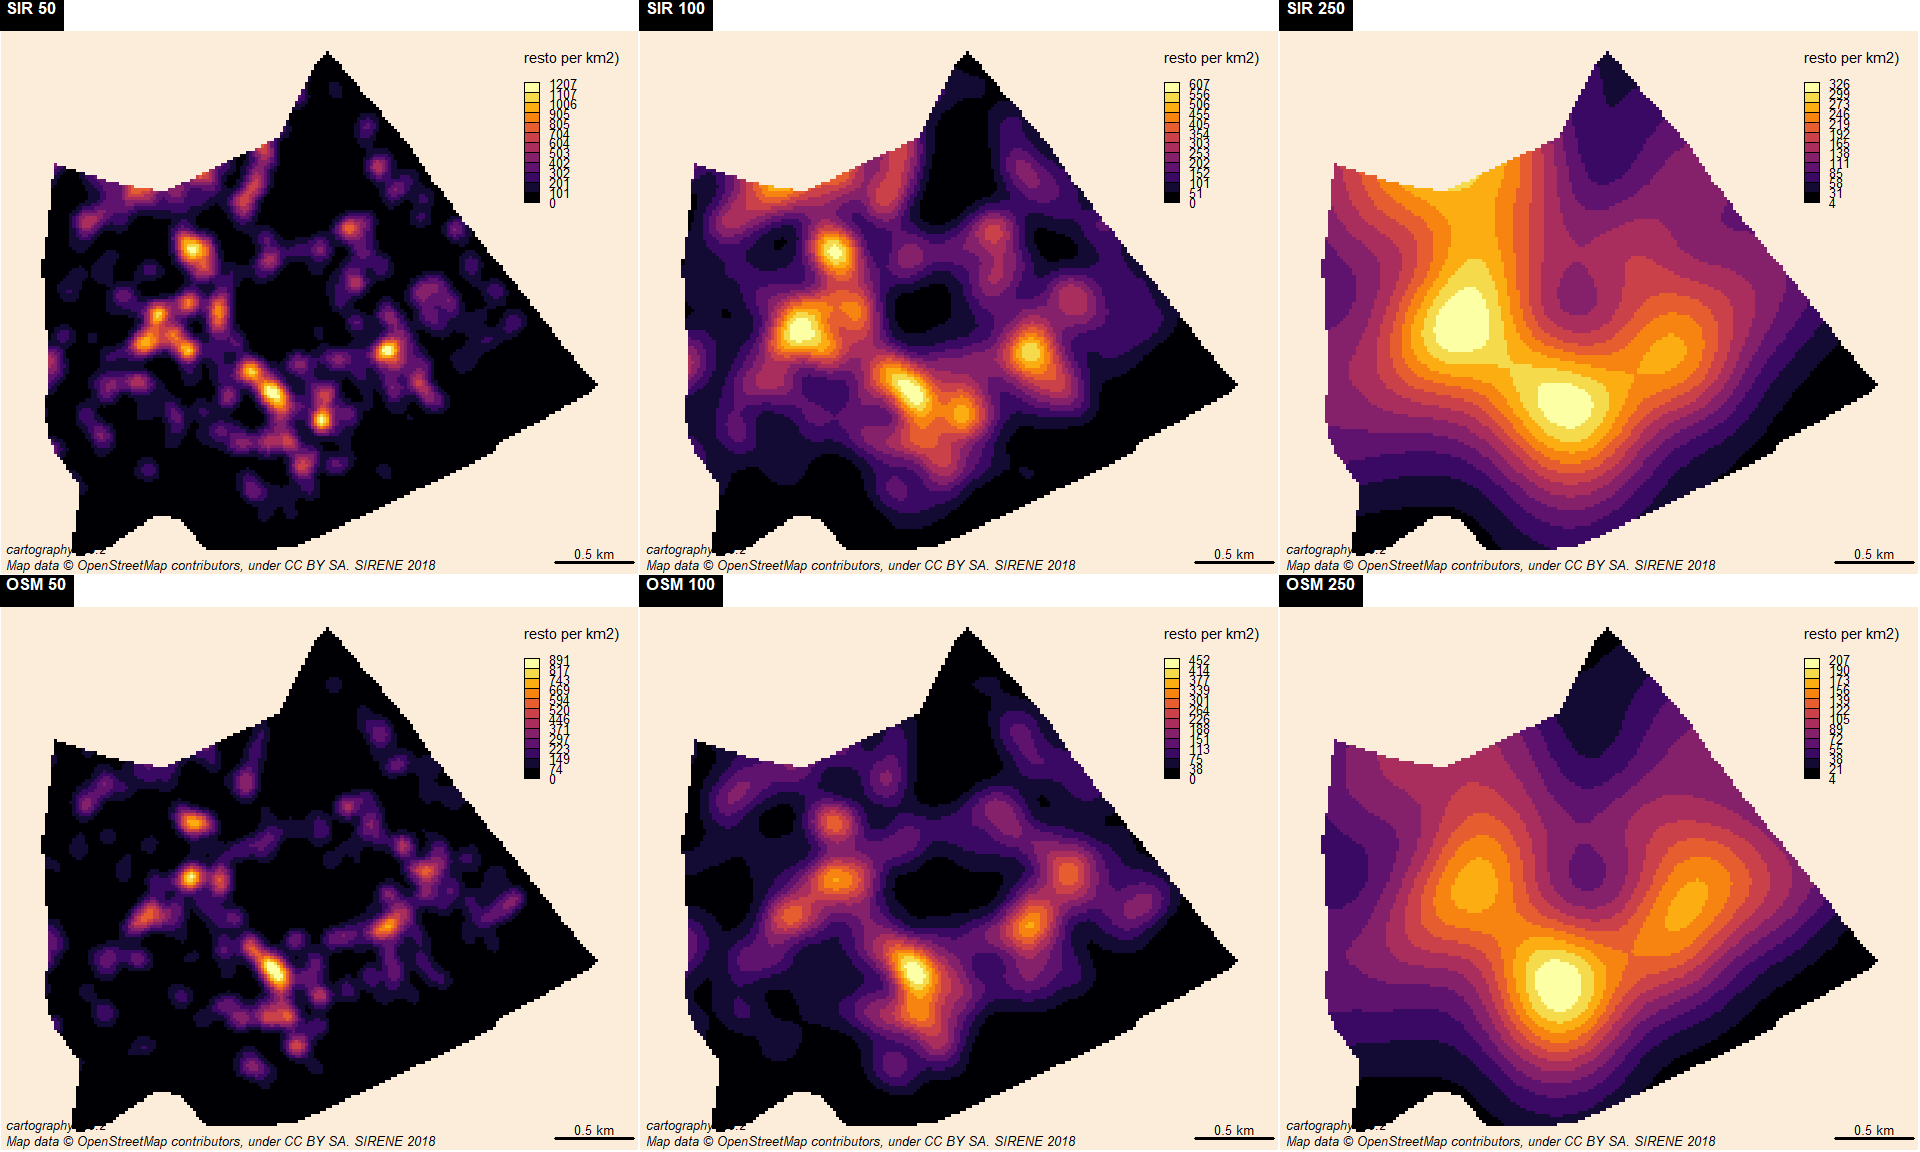 SIR 50
resto per km2)
1207
1107
1006
905
805
704
604
503
402
302
201
101
0
cartography
0.5 km
Map data © OpenStreetMap contributors, under CC BY SA. SIRENE 2018
SIR 100
resto per km2)
607
556
506
455
405
354
303
253
202
152
101
51
0
cartography
0.5 km
Map data © OpenStreetMap contributors, under CC BY SA. SIRENE 2018
SIR 250
resto per km2)
326
299
273
246
219
192
165
138
111
85
58
31
4
cartography
0.5 km
Map data © OpenStreetMap contributors, under CC BY SA. SIRENE 2018
OSM 50
resto per km2)
891
817
743
669
594
520
446
371
297
223
149
74
0
cartography
0.5 km
Map data © OpenStreetMap contributors, under CC BY SA. SIRENE 2018
OSM 100
resto per km2)
452
414
377
339
301
264
226
188
151
113
75
38
0
cartography
0.5 km
Map data © OpenStreetMap contributors, under CC BY SA. SIRENE 2018
OSM 250
resto per km2)
207
190
173
156
139
122
105
89
72
55
38
21
4
cartography
0.5 km
Map data © OpenStreetMap contributors, under CC BY SA. SIRENE 2018